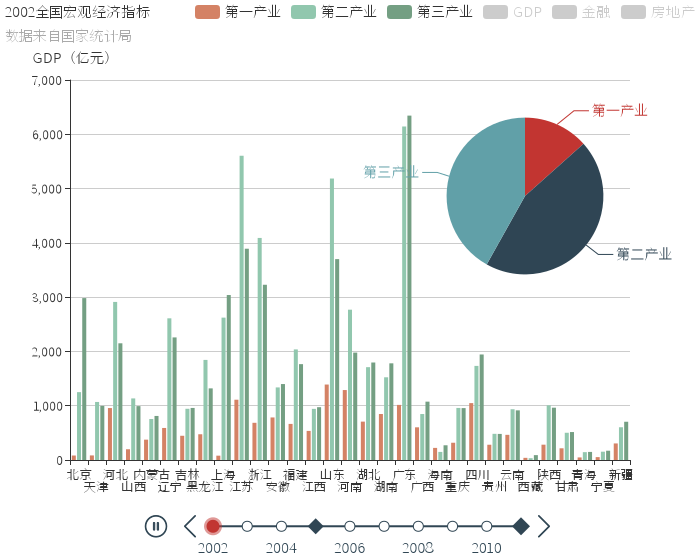 2002全国宏观经济指标
第一产业 第二产业 第三产业 GDP 金融 房地产
数据来自国家统计局
GDP（亿元）
7,000
6,000
5,000
4,000
3,000
2,000
1,000
0
第一产业
第三产业
第二产业
北京 河北 内蒙古 吉林 上海 浙江 福建 山东 湖北 广东 海南 四川 云南 陕西 青海 新疆
天津 山西 辽宁 黑龙江 江苏 安徽 江西 河南 湖南 广西 重庆 贵州 西藏 甘肃 宁夏
2002 2004 2006 2008 2010